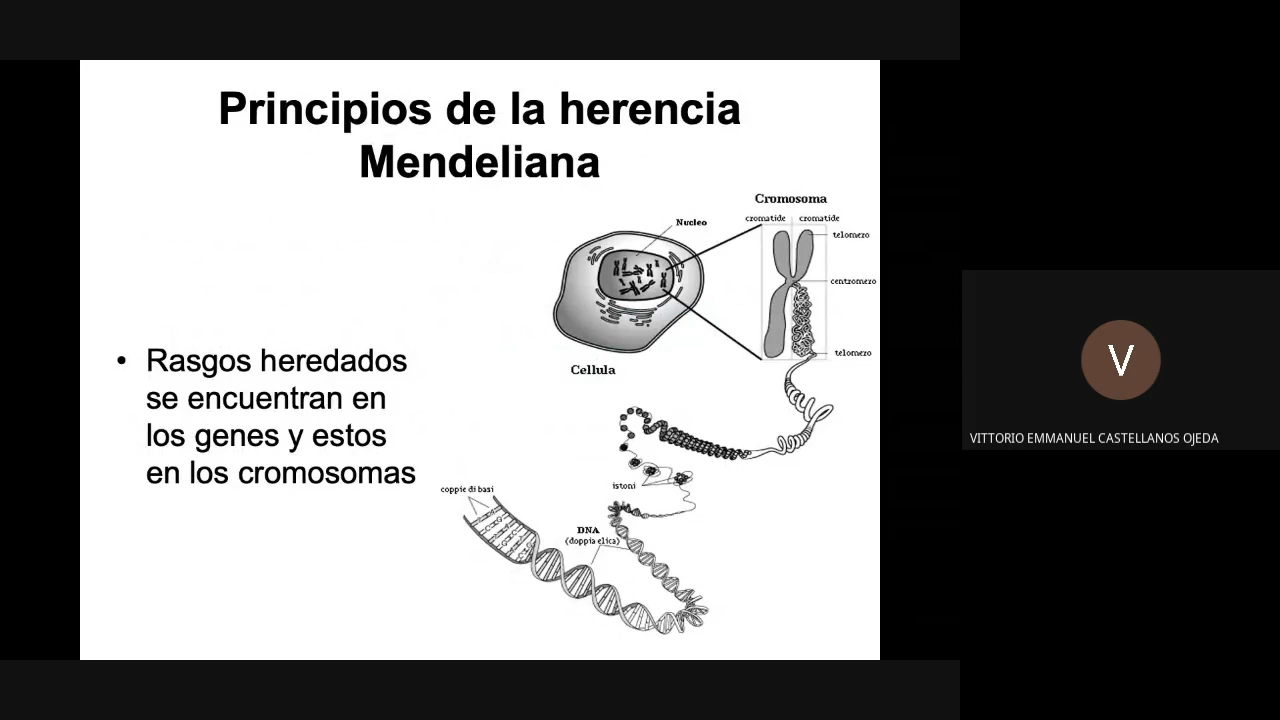 Principios de la herencia
Mendeliana
Cromosoma
Nucleo
cromatide cromatide
telomero
centromero
telomero
Cellula
• Rasgos heredados
se encuentran en
los genes y estos
en los cromosomas
istoni
coppie di basi
DNA
(doppia elica)
V
VITTORIO EMMANUEL CASTELLANOS OJEDA